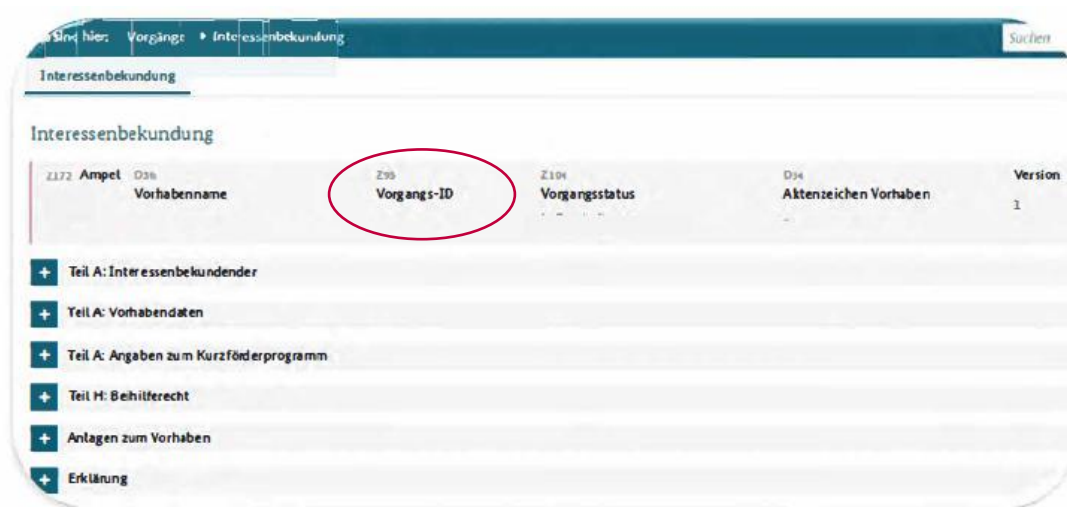 Sind hier: Vorgänge Interessenbekundung
Suchen
Interessenbekundung
Interessenbekundung
Z172 Ampel D36 Z95 Z104 D34 Version
Vorhabenname Vorgangs-ID Vorgangsstatus Aktenzeichen Vorhaben
1
+ Teil A: Interessenbekundender
+ Teil A: Vorhabendaten
+ Teil A: Angaben zum Kurzförderprogramm
+ Teil H: Beihilferecht
+ Anlagen zum Vorhaben
+ Erklärung